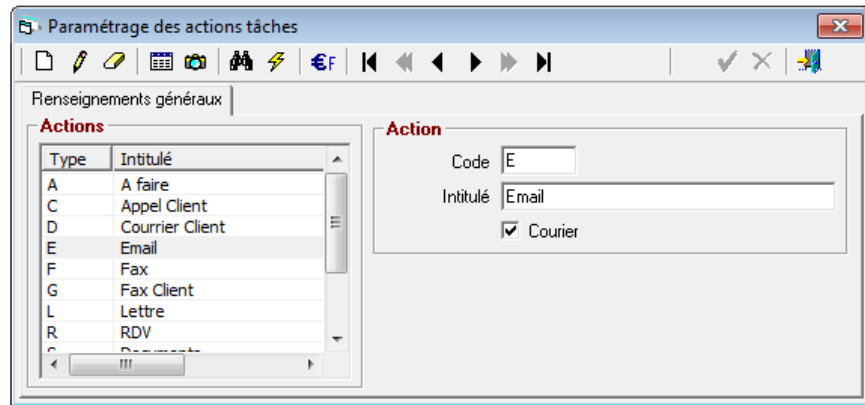 Paramétrage des actions tâches
€F
Renseignements généraux
Actions
Action
Type Intitulé
Code E
A A faire
Intitulé Email
C Appel Client
Courier
D Courrier Client
E Email
F Fax
G Fax Client
L Lettre
R RDV